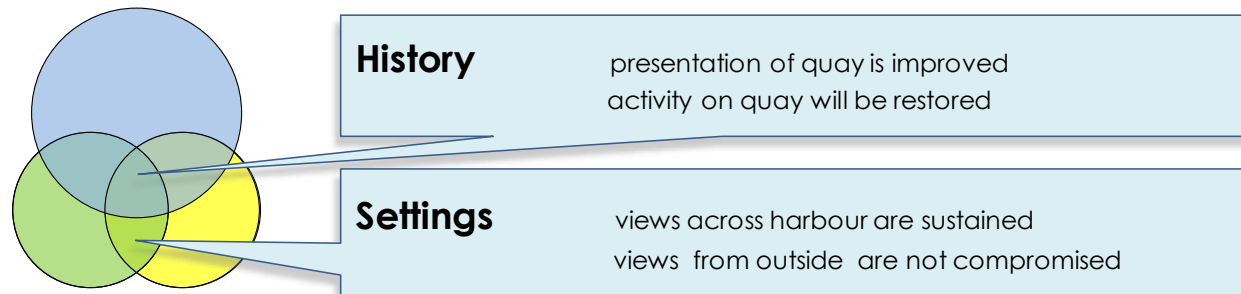 History presentation of quay is improved
activity on quay will be restored
Settings views across harbour are sustained
views from outside are not compromised